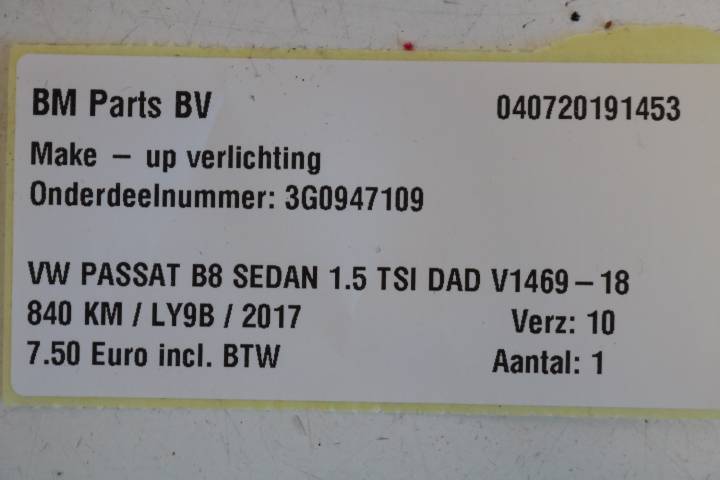 BM Parts BV 040720191453
Make – up verlichting
Onderdeelnummer: 3G0947109
VW PASSAT B8 SEDAN 1.5 TSI DAD V1469–18
840 KM / LY9B / 2017 Verz: 10
7.50 Euro incl. BTW Aantal: 1